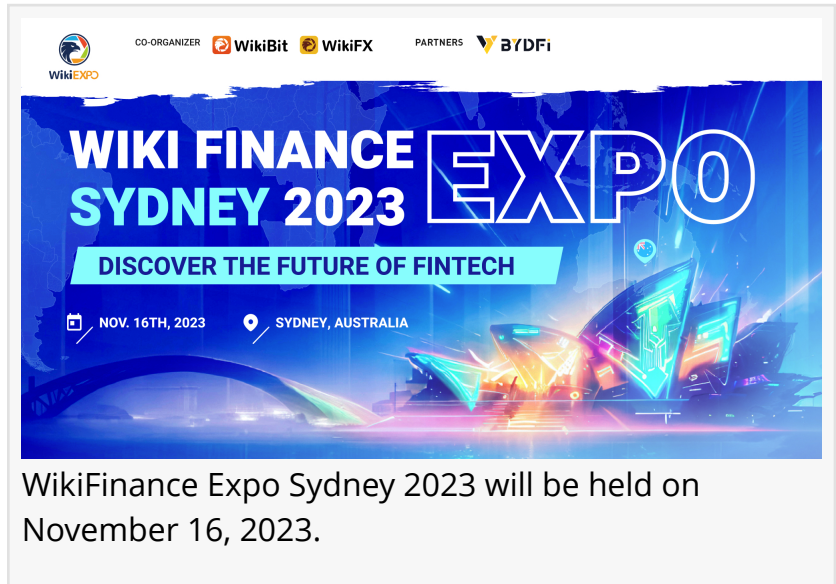 WikiEXPO
CO-ORGANIZER WikiBit WikiFX PARTNERS BYDFi
WIKI FINANCE EXPO
SYDNEY 2023
DISCOVER THE FUTURE OF FINTECH
NOV. 16TH, 2023 SYDNEY, AUSTRALIA
WikiFinance Expo Sydney 2023 will be held on
November 16, 2023.